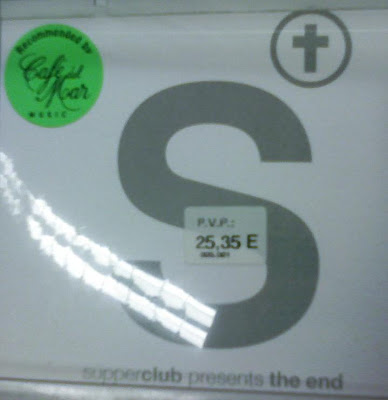 Recommended by
Café del Mar
MUSIC
S
P.V.P.:
25,35 E
supperclub presents the end